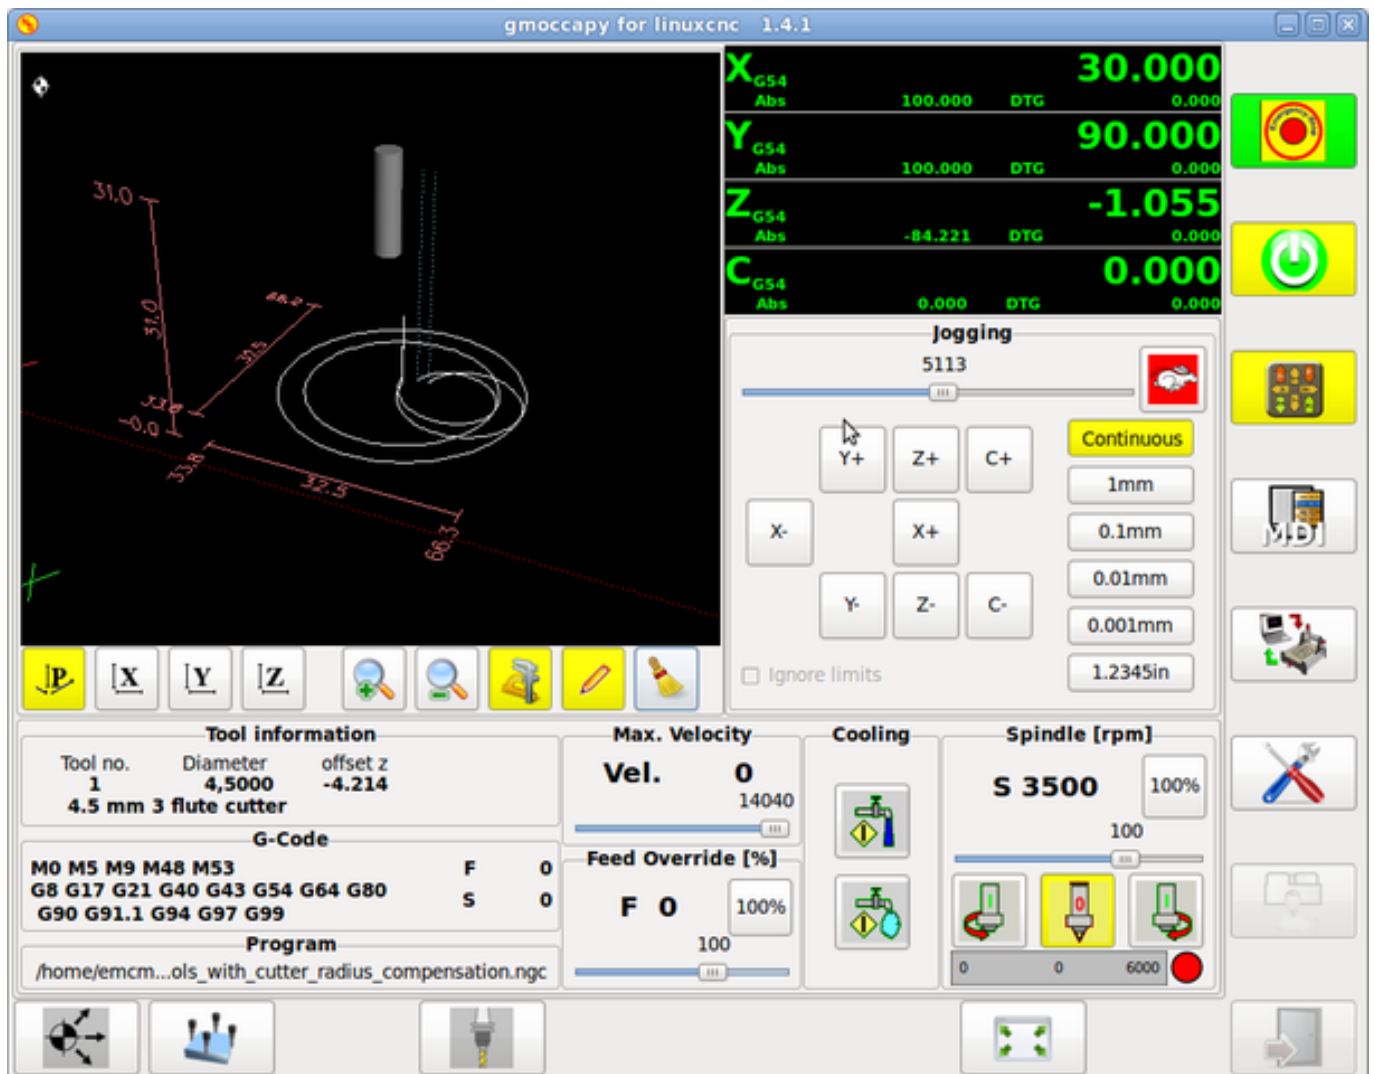 gmoccapy for linuxcnc 1.4.1
31.0
31.0
33.8
-0.0
33.8
32.5
66.3
X G54 30.000
Abs 100.000 DTG 0.000
Y G54 90.000
Abs 100.000 DTG 0.000
Z G54 -1.055
Abs -84.221 DTG 0.000
C G54 0.000
Abs 0.000 DTG 0.000
Jogging
5113
Continuous
Y+ Z+ C+
1mm
X- X+
0.1mm
0.01mm
Y- Z- C-
0.001mm
Ignore limits
1.2345in
MDI
P X Y Z
Tool information
Tool no. Diameter offset z
1 4,5000 -4.214
4.5 mm 3 flute cutter
G-Code
M0 M5 M9 M48 M53 F 0
G8 G17 G21 G40 G43 G54 G64 G80 S 0
G90 G91.1 G94 G97 G99
Program
/home/emcm...ols_with_cutter_radius_compensation.ngc
Max. Velocity
Vel. 0
14040
Feed Override [%]
F 0 100%
100
Cooling
Spindle [rpm]
S 3500 100%
100
0 0 6000